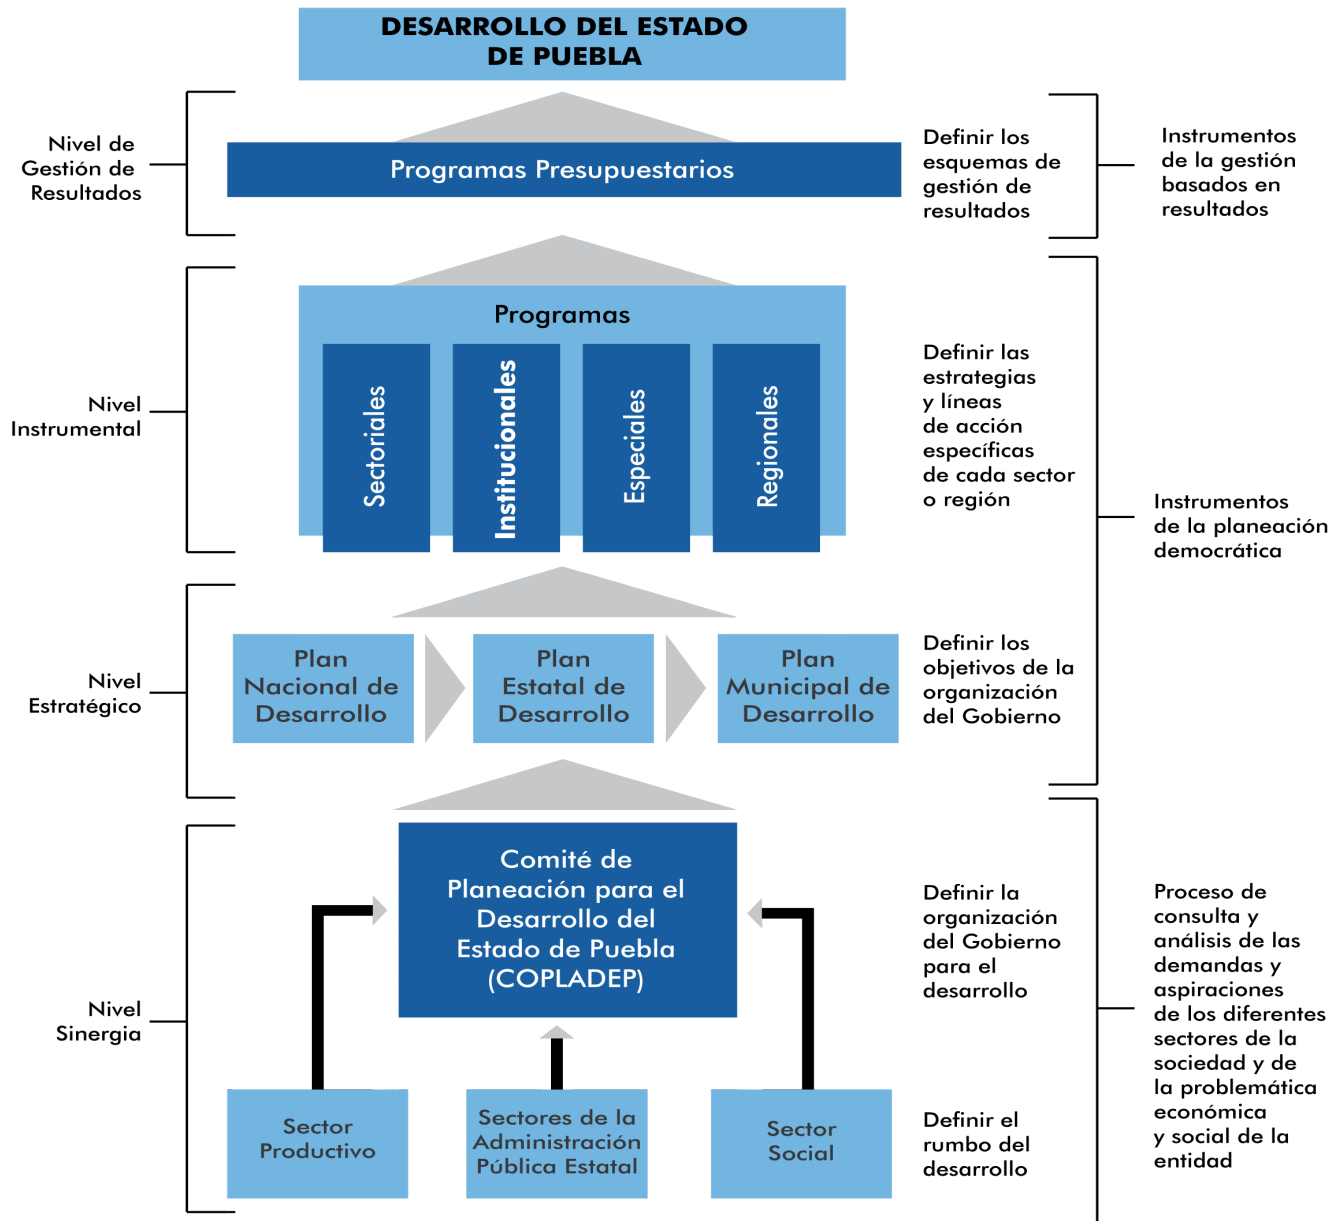 DESARROLLO DEL ESTADO
DE PUEBLA
Nivel de
Gestión de
Resultados
Programas Presupuestarios
Definir los
esquemas de
gestión de
resultados
Instrumentos
de la gestión
basados en
resultados
Nivel
Instrumental
Programas
Sectoriales
Institucionales
Especiales
Regionales
Definir las
estrategias
y líneas
de acción
específicas
de cada sector
o región
Instrumentos
de la planeación
democrática
Nivel
Estratégico
Plan
Nacional de
Desarrollo
Plan
Estatal de
Desarrollo
Plan
Municipal de
Desarrollo
Definir los
objetivos de la
organización
del Gobierno
Nivel
Sinergia
Comité de
Planeación para el
Desarrollo del
Estado de Puebla
(COPLADEP)
Definir la
organización
del Gobierno
para el
desarrollo
Proceso de
consulta y
análisis de las
demandas y
aspiraciones
de los diferentes
sectores de la
sociedad y de
la problemática
económica
y social de la
entidad
Sector
Productivo
Sectores de la
Administración
Pública Estatal
Sector
Social
Definir el
rumbo del
desarrollo